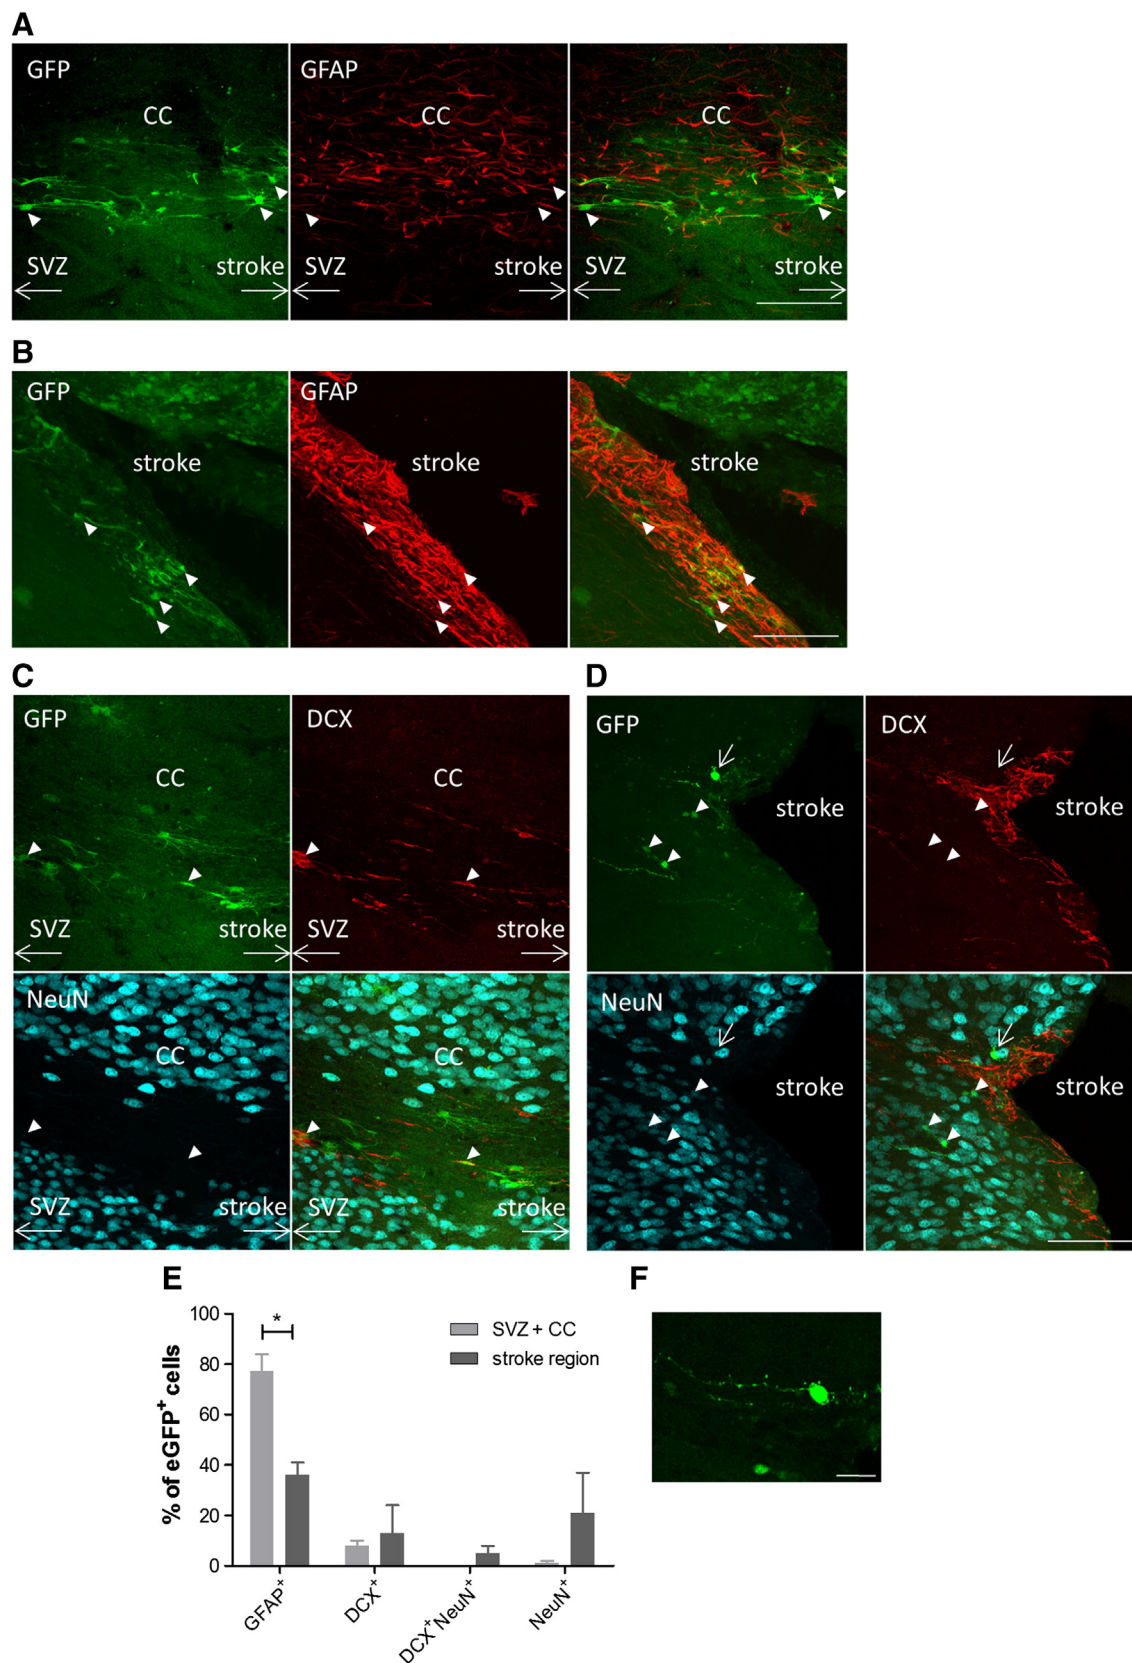 A
GFP
CC
SVZ
stroke
GFAP
CC
SVZ
stroke
CC
SVZ
stroke
B
GFP
stroke
GFAP
stroke
stroke
C
GFP
CC
SVZ
stroke
DCX
CC
SVZ
stroke
NeuN
CC
SVZ
stroke
CC
SVZ
stroke
D
GFP
stroke
DCX
stroke
NeuN
stroke
stroke
E
% of eGFP⁺ cells
100
80
60
40
20
0
*
SVZ + CC
stroke region
GFAP⁺
DCX⁺
DCX⁺NeuN⁺
NeuN⁺
F